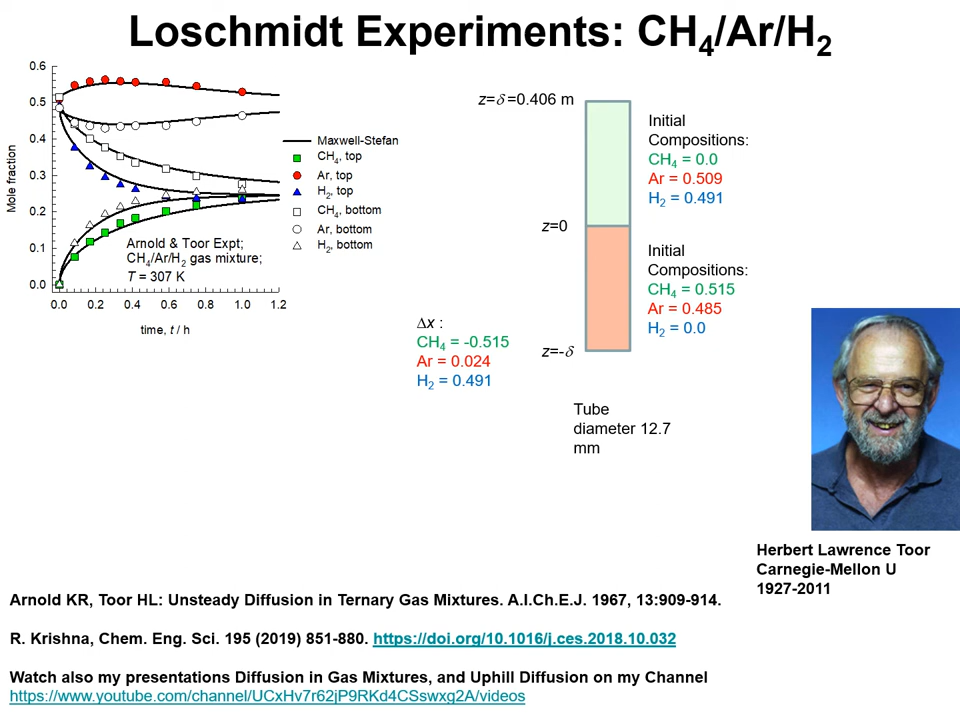 Loschmidt Experiments: CH₄/Ar/H₂
0.6
0.5
0.4
0.3
0.2
0.1
0.0
Mole fraction
0.0 0.2 0.4 0.6 0.8 1.0 1.2
time, t / h
Arnold & Toor Expt;
CH₄/Ar/H₂ gas mixture;
T = 307 K
Maxwell-Stefan
CH₄, top
Ar, top
H₂, top
CH₄, bottom
Ar, bottom
H₂, bottom
z=δ =0.406 m
z=0
z=-δ
Initial
Compositions:
CH₄ = 0.0
Ar = 0.509
H₂ = 0.491
Initial
Compositions:
CH₄ = 0.515
Ar = 0.485
H₂ = 0.0
Δx :
CH₄ = -0.515
Ar = 0.024
H₂ = 0.491
Tube
diameter 12.7
mm
Herbert Lawrence Toor
Carnegie-Mellon U
1927-2011
Arnold KR, Toor HL: Unsteady Diffusion in Ternary Gas Mixtures. A.I.Ch.E.J. 1967, 13:909-914.
R. Krishna, Chem. Eng. Sci. 195 (2019) 851-880. https://doi.org/10.1016/j.ces.2018.10.032
Watch also my presentations Diffusion in Gas Mixtures, and Uphill Diffusion on my Channel
https://www.youtube.com/channel/UCxHv7r62jP9RKd4CSswxg2A/videos